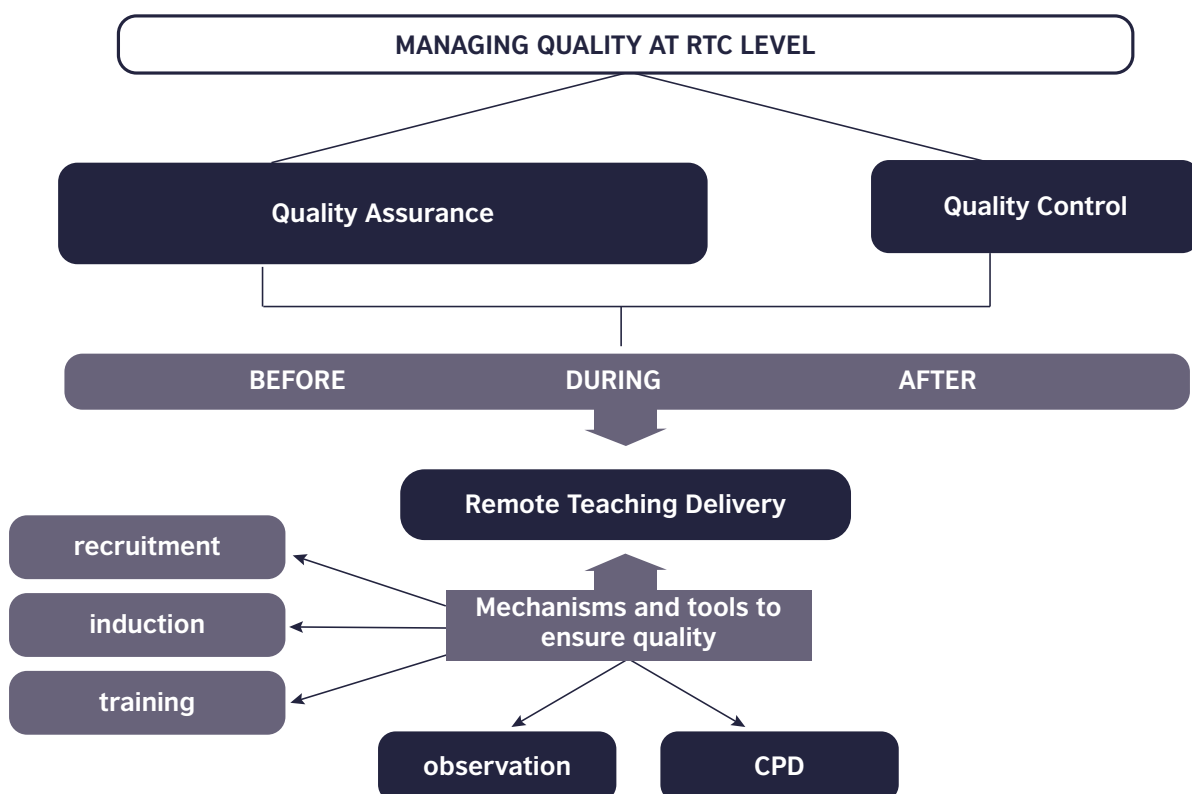 MANAGING QUALITY AT RTC LEVEL
Quality Assurance
Quality Control
BEFORE DURING AFTER
Remote Teaching Delivery
recruitment
induction
training
Mechanisms and tools to
ensure quality
observation
CPD